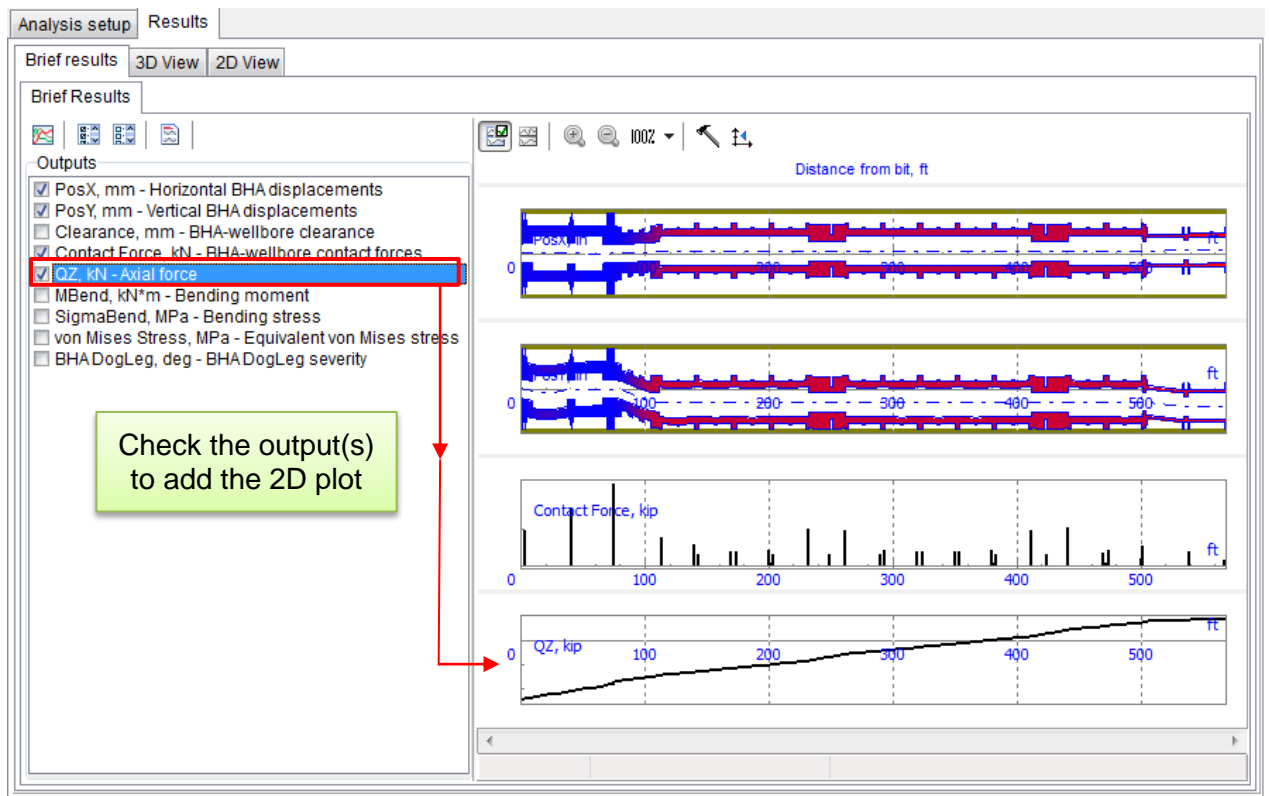 Analysis setup Results
Brief results 3D View 2D View
Brief Results
100%
Outputs
PosX, mm - Horizontal BHA displacements
PosY, mm - Vertical BHA displacements
Clearance, mm - BHA-wellbore clearance
Contact Force, kN - BHA-wellbore contact forces
QZ, kN - Axial force
MBend, kN*m - Bending moment
SigmaBend, MPa - Bending stress
von Mises Stress, MPa - Equivalent von Mises stress
BHA DogLeg, deg - BHA DogLeg severity
Check the output(s)
to add the 2D plot
Distance from bit, ft
PosX, in
ft
0 100 200 300 400 500
PosY, in
ft
0 100 200 300 400 500
Contact Force, kip
ft
0 100 200 300 400 500
ft
QZ, kip
0 100 200 300 400 500